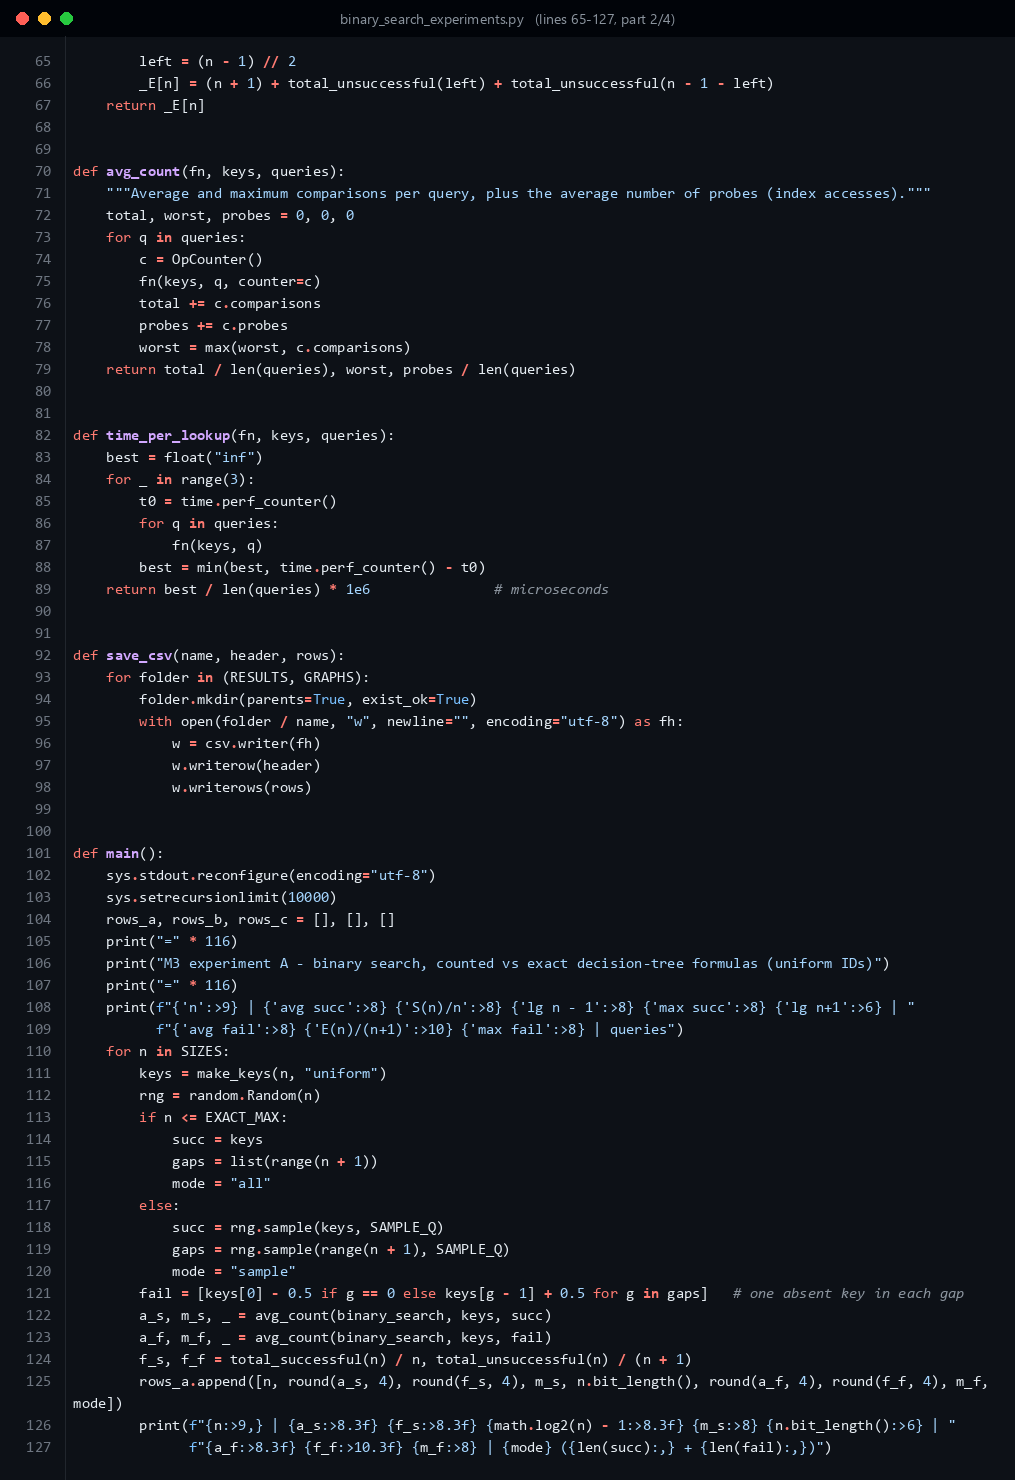 binary_search_experiments.py (lines 65-127, part 2/4)
65         left = (n - 1) // 2
66         _E[n] = (n + 1) + total_unsuccessful(left) + total_unsuccessful(n - 1 - left)
67     return _E[n]
68
69
70 def avg_count(fn, keys, queries):
71     """Average and maximum comparisons per query, plus the average number of probes (index accesses)."""
72     total, worst, probes = 0, 0, 0
73     for q in queries:
74         c = OpCounter()
75         fn(keys, q, counter=c)
76         total += c.comparisons
77         probes += c.probes
78         worst = max(worst, c.comparisons)
79     return total / len(queries), worst, probes / len(queries)
80
81
82 def time_per_lookup(fn, keys, queries):
83     best = float("inf")
84     for _ in range(3):
85         t0 = time.perf_counter()
86         for q in queries:
87             fn(keys, q)
88         best = min(best, time.perf_counter() - t0)
89     return best / len(queries) * 1e6               # microseconds
90
91
92 def save_csv(name, header, rows):
93     for folder in (RESULTS, GRAPHS):
94         folder.mkdir(parents=True, exist_ok=True)
95         with open(folder / name, "w", newline="", encoding="utf-8") as fh:
96             w = csv.writer(fh)
97             w.writerow(header)
98             w.writerows(rows)
99
100
101 def main():
102     sys.stdout.reconfigure(encoding="utf-8")
103     sys.setrecursionlimit(10000)
104     rows_a, rows_b, rows_c = [], [], []
105     print("=" * 116)
106     print("M3 experiment A - binary search, counted vs exact decision-tree formulas (uniform IDs)")
107     print("=" * 116)
108     print(f"{'n':>9} | {'avg succ':>8} {'S(n)/n':>8} {'lg n - 1':>8} {'max succ':>8} {'lg n+1':>6} | "
109           f"{'avg fail':>8} {'E(n)/(n+1)':>10} {'max fail':>8} | queries")
110     for n in SIZES:
111         keys = make_keys(n, "uniform")
112         rng = random.Random(n)
113         if n <= EXACT_MAX:
114             succ = keys
115             gaps = list(range(n + 1))
116             mode = "all"
117         else:
118             succ = rng.sample(keys, SAMPLE_Q)
119             gaps = rng.sample(range(n + 1), SAMPLE_Q)
120             mode = "sample"
121         fail = [keys[0] - 0.5 if g == 0 else keys[g - 1] + 0.5 for g in gaps]   # one absent key in each gap
122         a_s, m_s, _ = avg_count(binary_search, keys, succ)
123         a_f, m_f, _ = avg_count(binary_search, keys, fail)
124         f_s, f_f = total_successful(n) / n, total_unsuccessful(n) / (n + 1)
125         rows_a.append([n, round(a_s, 4), round(f_s, 4), m_s, n.bit_length(), round(a_f, 4), round(f_f, 4), m_f,
mode])
126         print(f"{n:>9,} | {a_s:>8.3f} {f_s:>8.3f} {math.log2(n) - 1:>8.3f} {m_s:>8} {n.bit_length():>6} | "
127               f"{a_f:>8.3f} {f_f:>10.3f} {m_f:>8} | {mode} ({len(succ):,} + {len(fail):,})")